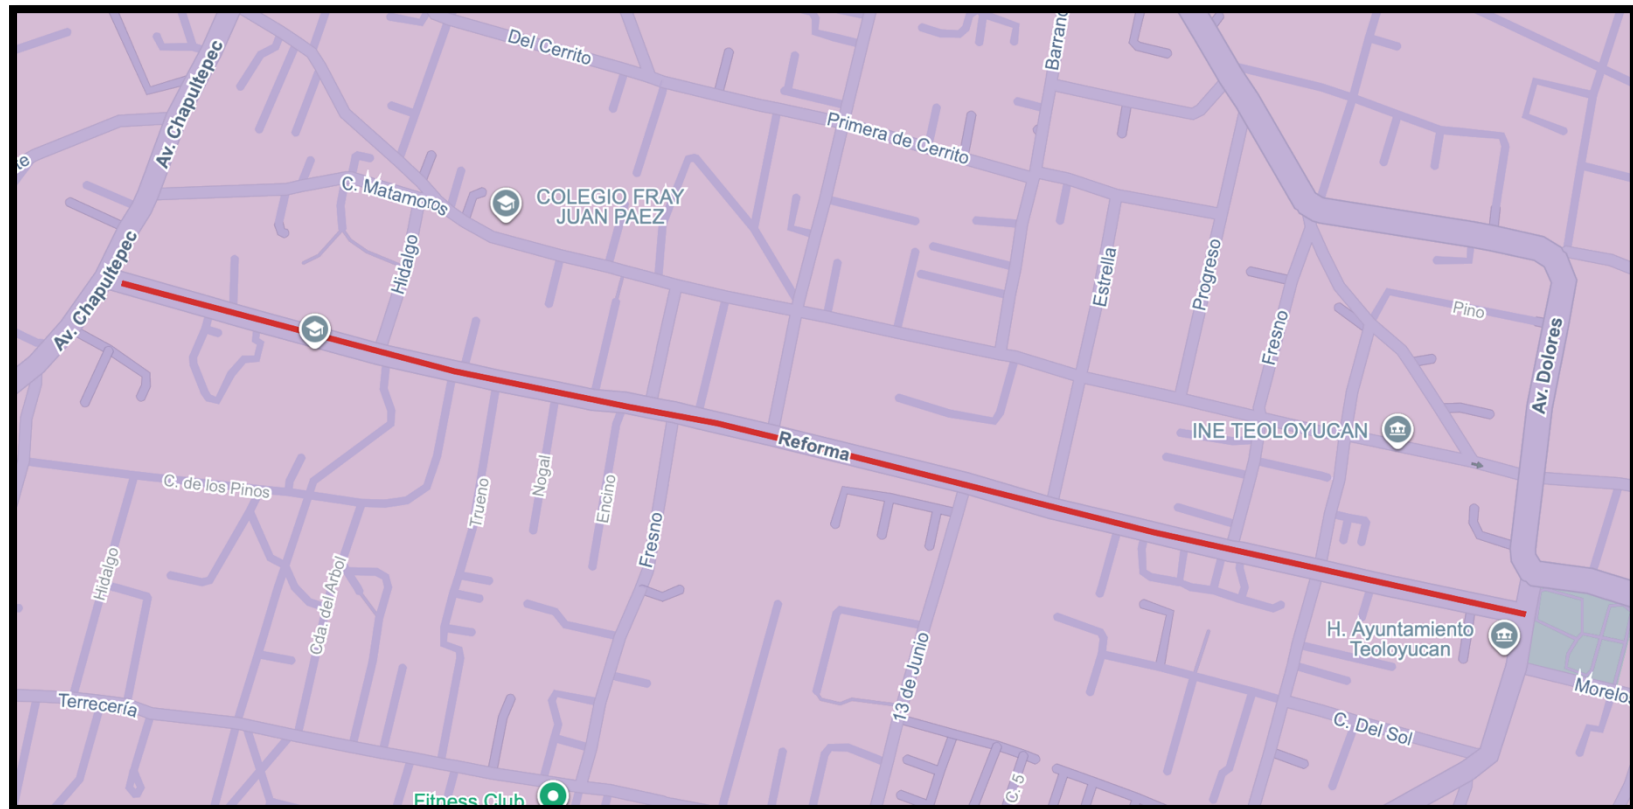 Del Cerrito
Barran
Av. Chapultepec
Primera de Cerrito
C. Matamoros
COLEGIO FRAY
JUAN PAEZ
Hidalgo
Av. Chapultepec
Estrella
Progreso
Fresno
Pino
Av. Dolores
Reforma
INE TEOLOYUCAN
C. de los Pinos
Trueno
Nogal
Encino
Fresno
Hidalgo
Cda. del Arbol
13 de Junio
H. Ayuntamiento
Teoloyucan
Morelo
Terrecería
C. Del Sol
C. 5
Fitness Club